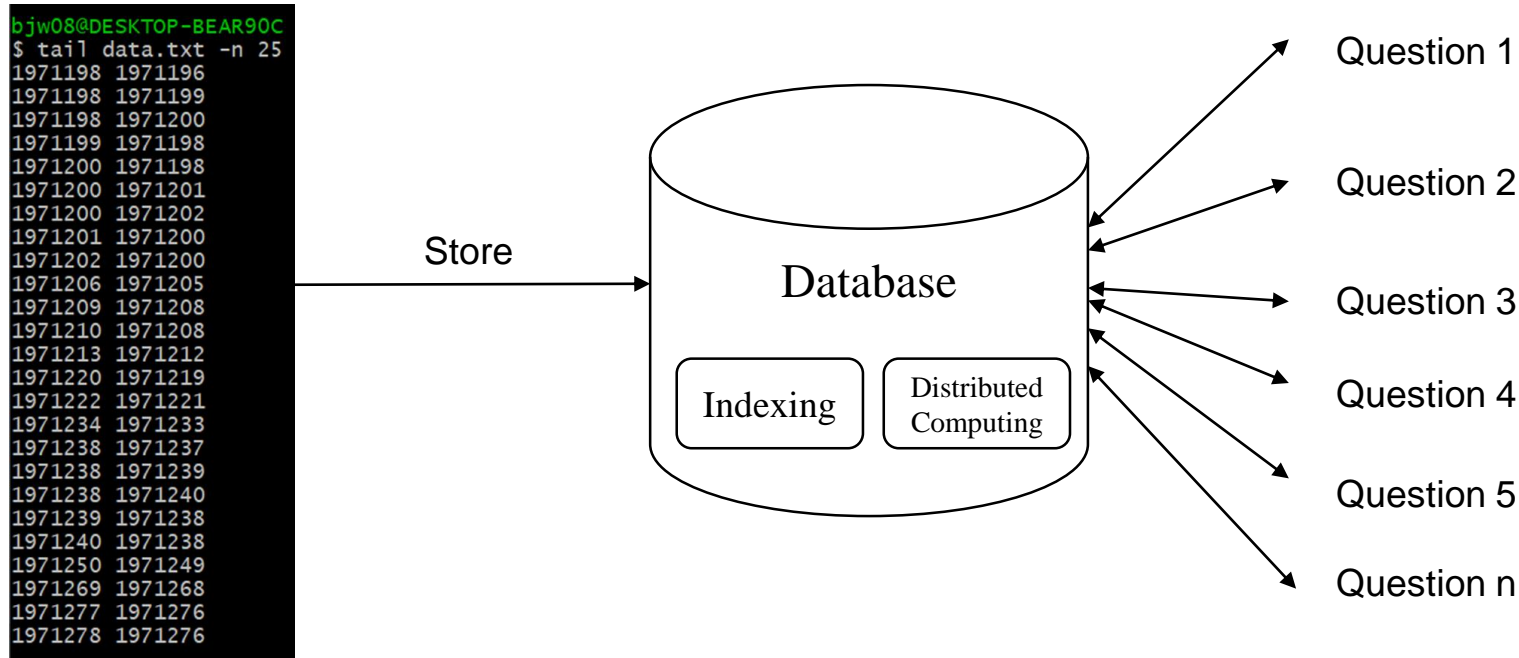 bjw08@DESKTOP-BEAR90C
$ tail data.txt -n 25
1971198 1971196
1971198 1971199
1971198 1971200
1971199 1971198
1971200 1971198
1971200 1971201
1971200 1971202
1971201 1971200
1971202 1971200
1971206 1971205
1971209 1971208
1971210 1971208
1971213 1971212
1971220 1971219
1971222 1971221
1971234 1971233
1971238 1971237
1971238 1971239
1971238 1971240
1971239 1971238
1971240 1971238
1971250 1971249
1971269 1971268
1971277 1971276
1971278 1971276
Store
Database
Indexing
Distributed
Computing
Question 1
Question 2
Question 3
Question 4
Question 5
Question n